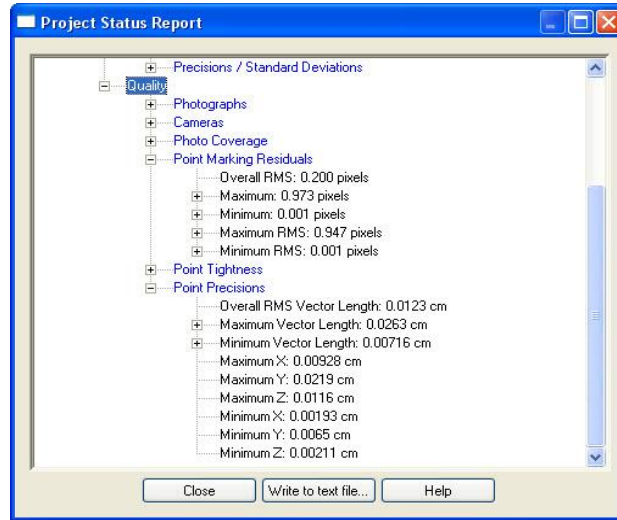 Project Status Report
Precisions / Standard Deviations
Quality
Photographs
Cameras
Photo Coverage
Point Marking Residuals
Overall RMS: 0.200 pixels
Maximum: 0.973 pixels
Minimum: 0.001 pixels
Maximum RMS: 0.947 pixels
Minimum RMS: 0.001 pixels
Point Tightness
Point Precisions
Overall RMS Vector Length: 0.0123 cm
Maximum Vector Length: 0.0263 cm
Minimum Vector Length: 0.00716 cm
Maximum X: 0.00928 cm
Maximum Y: 0.0219 cm
Maximum Z: 0.0116 cm
Minimum X: 0.00193 cm
Minimum Y: 0.0065 cm
Minimum Z: 0.00211 cm
Close Write to text file... Help